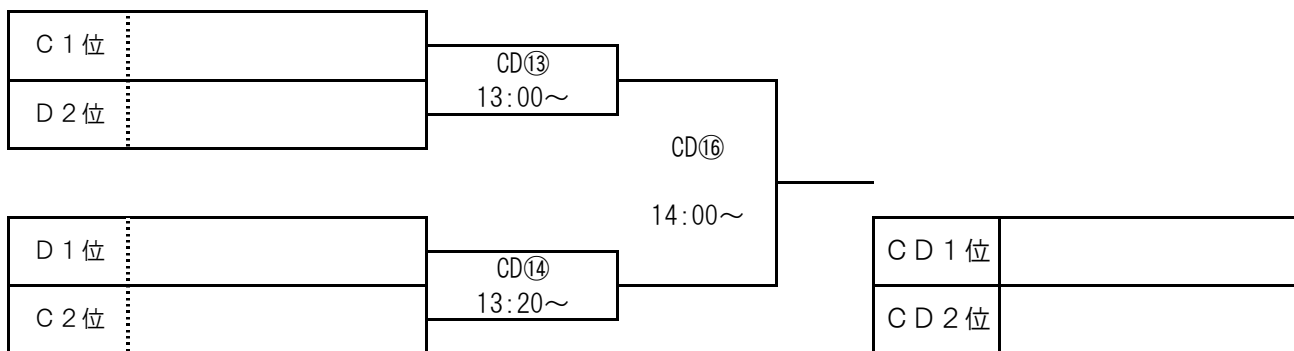 Ｃ１位
CD⑬
13:00～
Ｄ２位
CD⑯
14:00～
Ｄ１位
CD⑭
13:20～
Ｃ２位
ＣＤ１位
ＣＤ２位